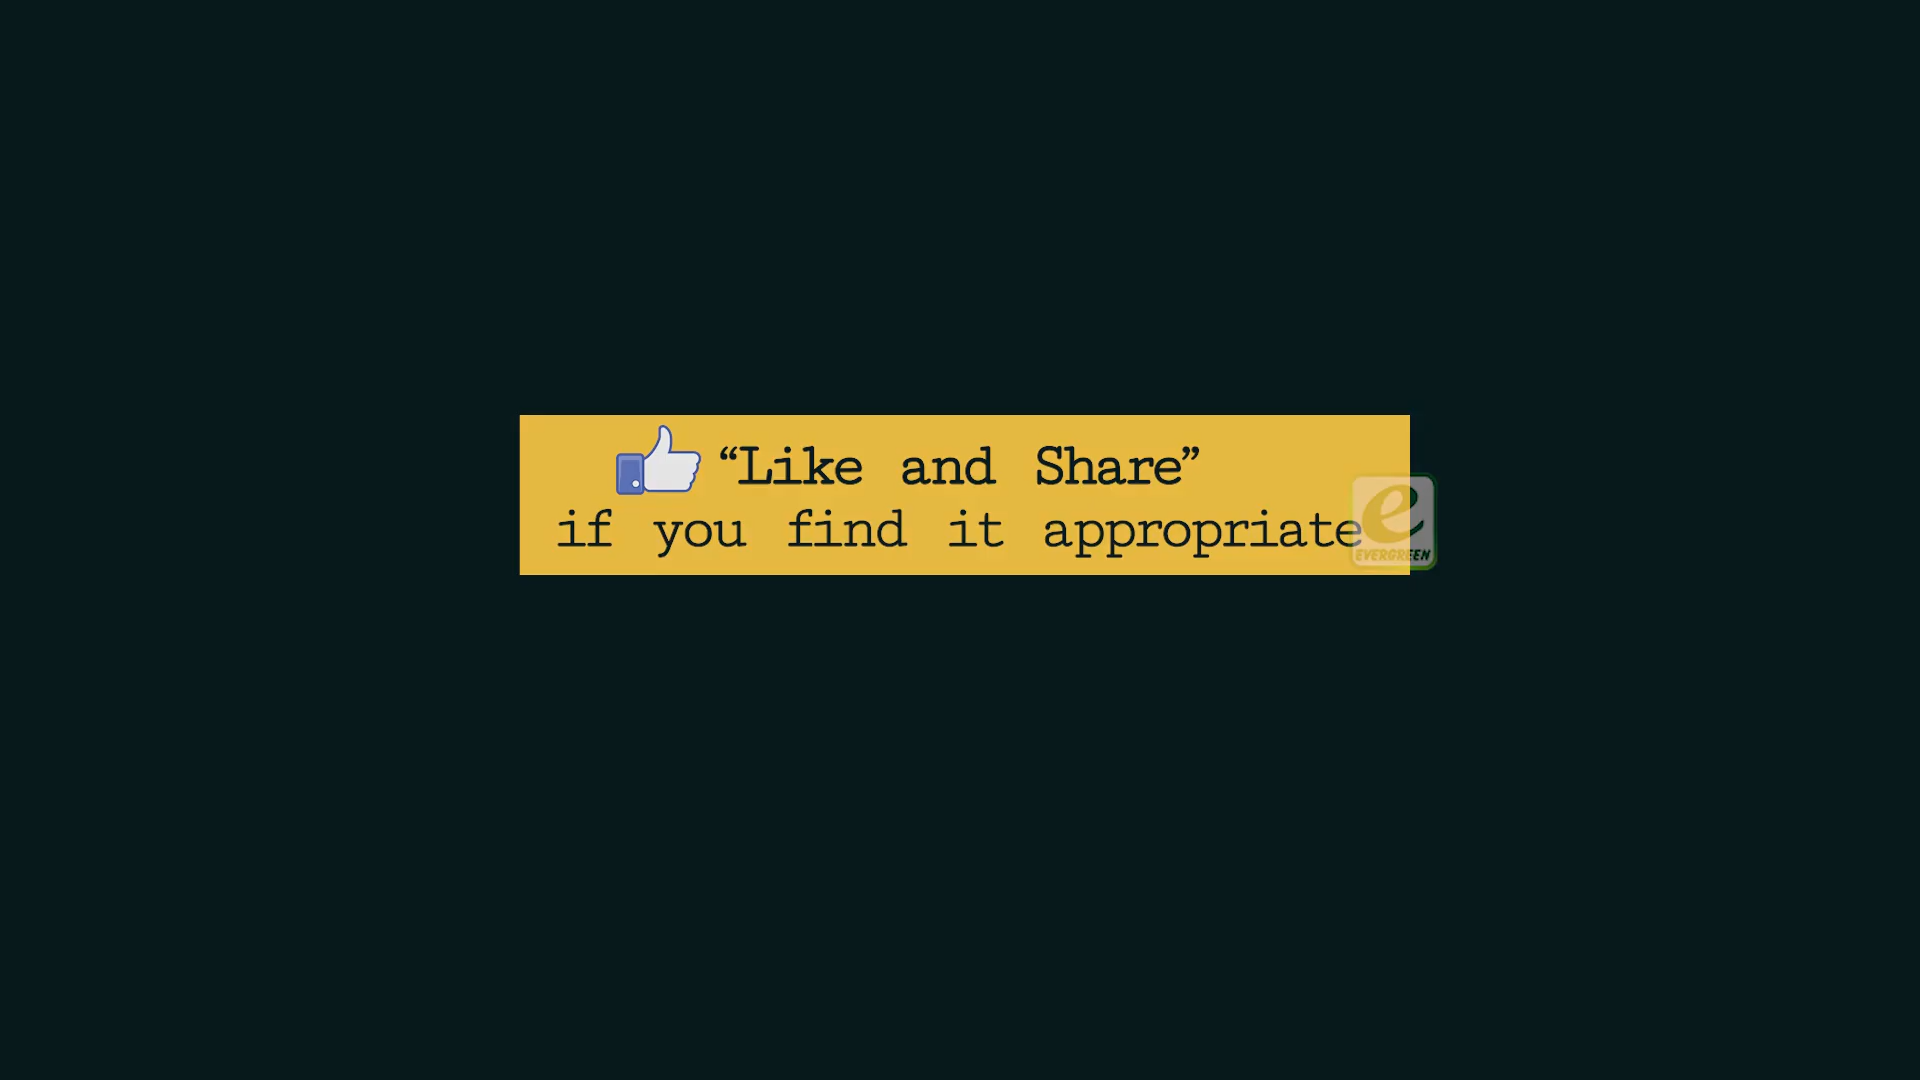 “Like and Share”
if you find it appropriate
e
EVERGREEN